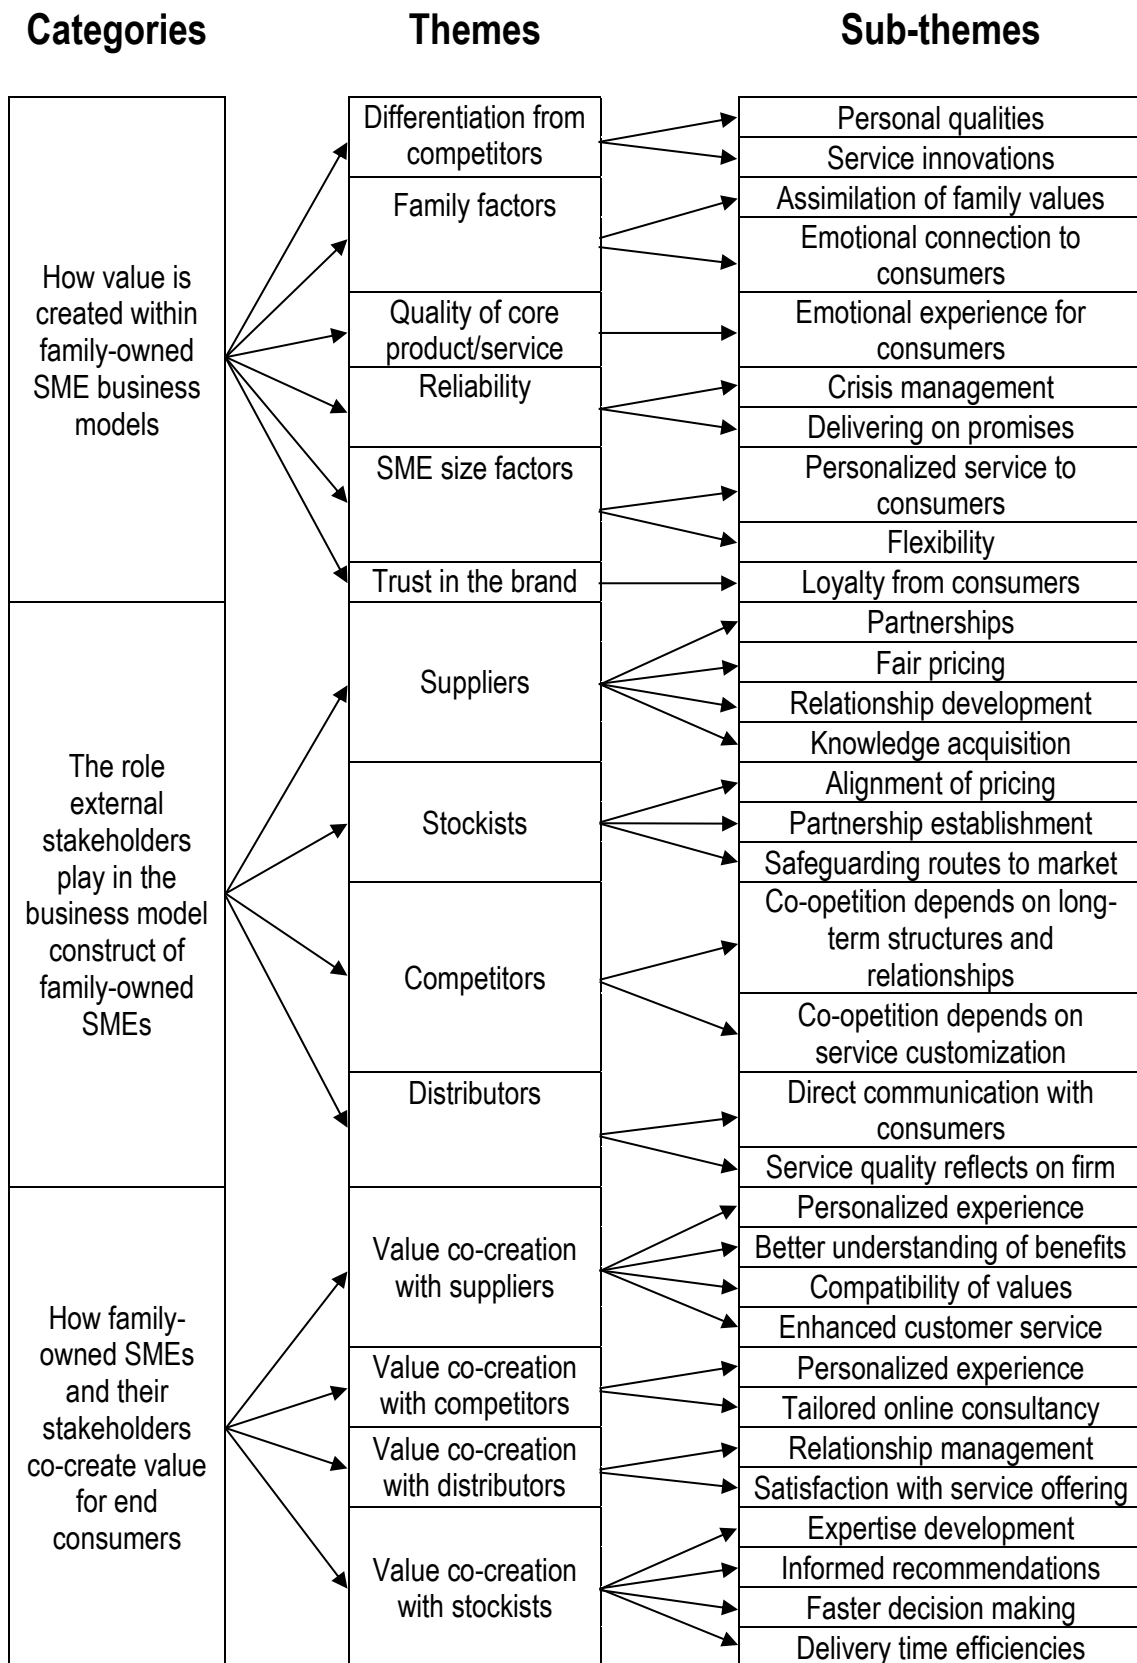 Categories
Themes
Sub-themes
How value is
created within
family-owned
SME business
models
Differentiation from
competitors
Personal qualities
Service innovations
Family factors
Assimilation of family values
Emotional connection to
consumers
Quality of core
product/service
Emotional experience for
consumers
Reliability
Crisis management
Delivering on promises
SME size factors
Personalized service to
consumers
Flexibility
Trust in the brand
Loyalty from consumers
The role
external
stakeholders
play in the
business model
construct of
family-owned
SMEs
Suppliers
Partnerships
Fair pricing
Relationship development
Knowledge acquisition
Stockists
Alignment of pricing
Partnership establishment
Safeguarding routes to market
Competitors
Co-opetition depends on long-
term structures and
relationships
Co-opetition depends on
service customization
Distributors
Direct communication with
consumers
Service quality reflects on firm
How family-
owned SMEs
and their
stakeholders
co-create value
for end
consumers
Value co-creation
with suppliers
Personalized experience
Better understanding of benefits
Compatibility of values
Enhanced customer service
Value co-creation
with competitors
Personalized experience
Tailored online consultancy
Value co-creation
with distributors
Relationship management
Satisfaction with service offering
Value co-creation
with stockists
Expertise development
Informed recommendations
Faster decision making
Delivery time efficiencies